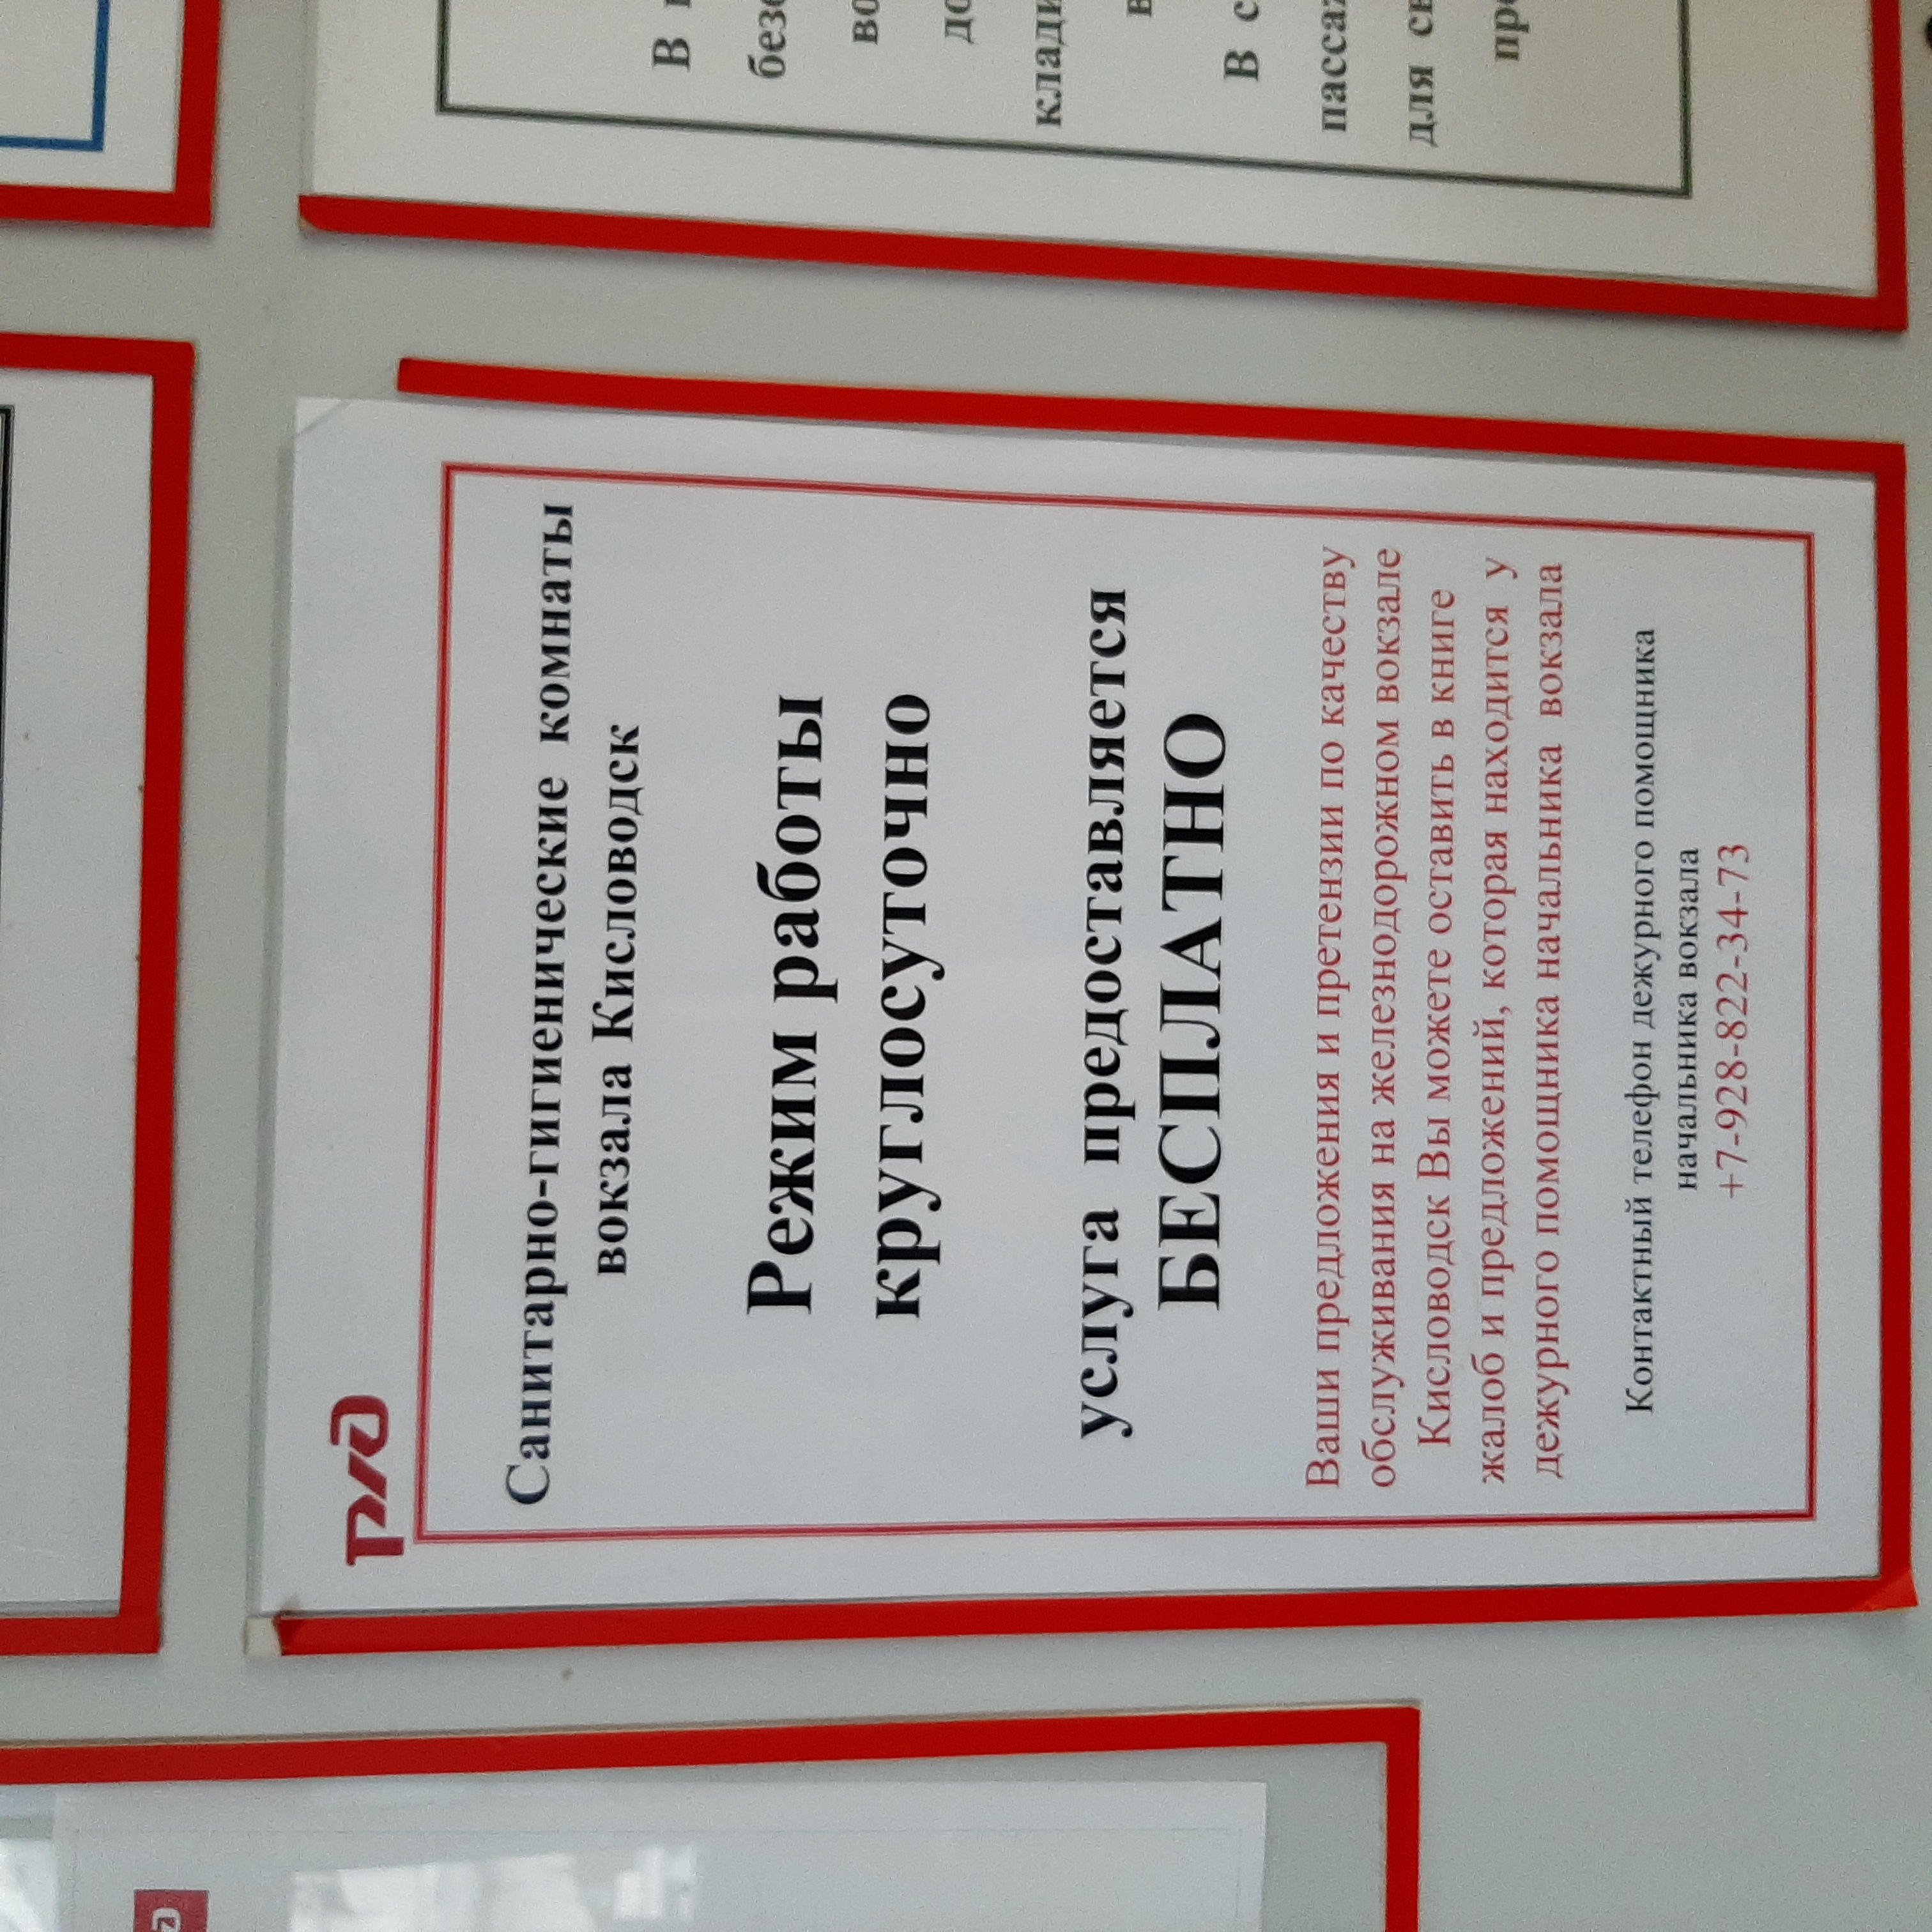 ржд
Санитарно-гигиенические комнаты
вокзала Кисловодск
Режим работы
круглосуточно
услуга предоставляется
БЕСПЛАТНО
Ваши предложения и претензии по качеству
обслуживания на железнодорожном вокзале
Кисловодск Вы можете оставить в книге
жалоб и предложений, которая находится у
дежурного помощника начальника вокзала
Контактный телефон дежурного помощника
начальника вокзала
+7-928-822-34-73
В
В с
для